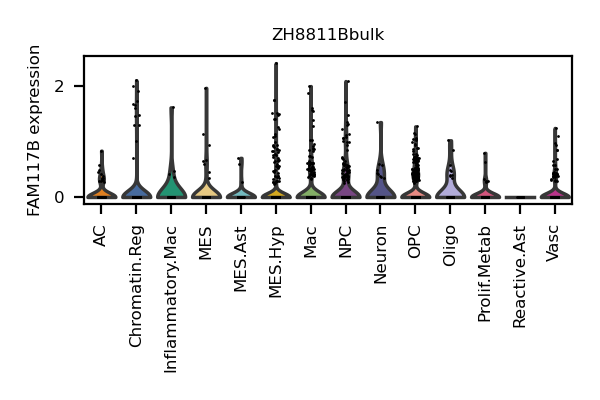 ZH8811Bbulk
FAM117B expression
2
0
AC
Chromatin.Reg
Inflammatory.Mac
MES
MES.Ast
MES.Hyp
Mac
NPC
Neuron
OPC
Oligo
Prolif.Metab
Reactive.Ast
Vasc